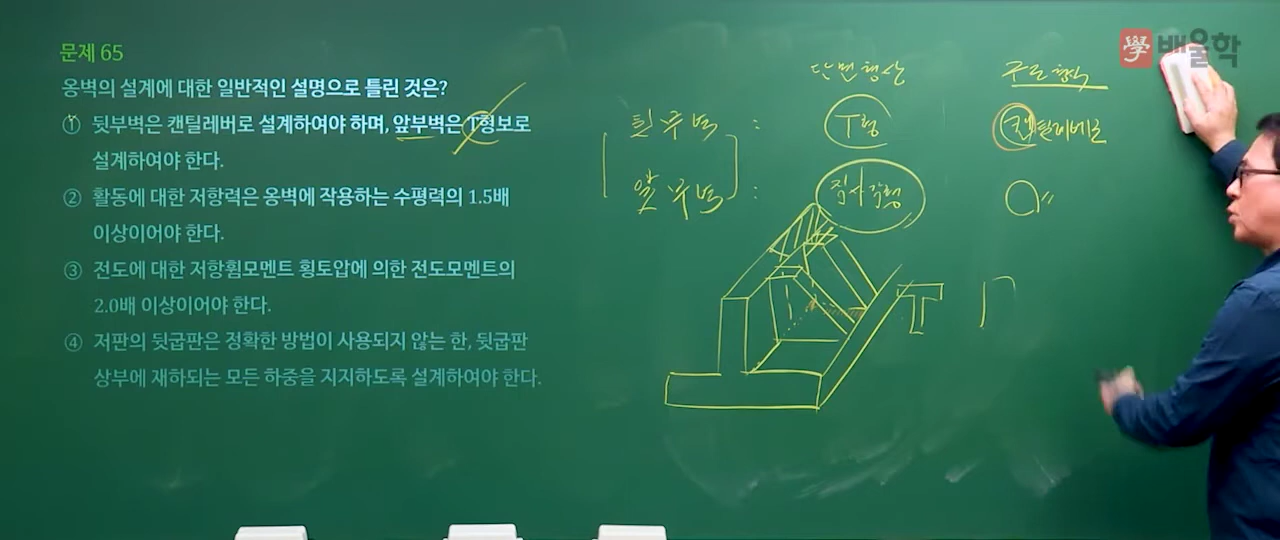 學 배울학
문제 65
옹벽의 설계에 대한 일반적인 설명으로 틀린 것은?
① 뒷부벽은 캔틸레버로 설계하여야 하며, 앞부벽은 T형보로
설계하여야 한다.
② 활동에 대한 저항력은 옹벽에 작용하는 수평력의 1.5배
이상이어야 한다.
③ 전도에 대한 저항휨모멘트 횡토압에 의한 전도모멘트의
2.0배 이상이어야 한다.
④ 저판의 뒷굽판은 정확한 방법이 사용되지 않는 한, 뒷굽판
상부에 재하되는 모든 하중을 지지하도록 설계하여야 한다.
단면형상 구조형식
뒷부벽 : T형 캔틸레버로
앞부벽 : 직사각형 〃
T